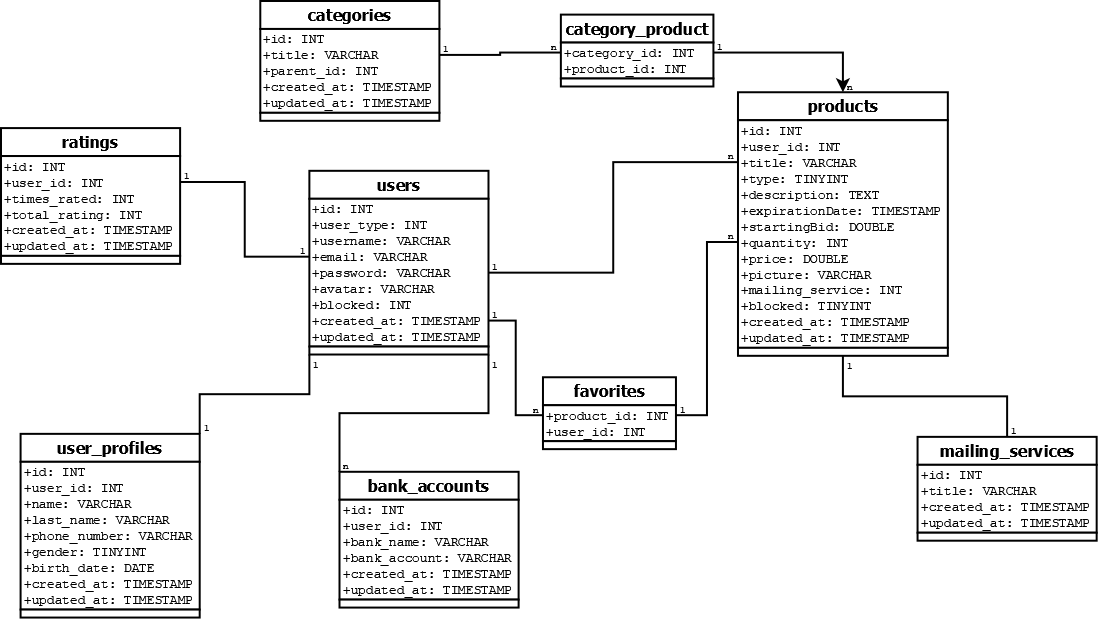 categories
+id: INT
+title: VARCHAR
+parent_id: INT
+created_at: TIMESTAMP
+updated_at: TIMESTAMP
1
n
category_product
+category_id: INT
+product_id: INT
1
n
products
+id: INT
+user_id: INT
+title: VARCHAR
+type: TINYINT
+description: TEXT
+expirationDate: TIMESTAMP
+startingBid: DOUBLE
+quantity: INT
+price: DOUBLE
+picture: VARCHAR
+mailing_service: INT
+blocked: TINYINT
+created_at: TIMESTAMP
+updated_at: TIMESTAMP
n
n
1
ratings
+id: INT
+user_id: INT
+times_rated: INT
+total_rating: INT
+created_at: TIMESTAMP
+updated_at: TIMESTAMP
1
1
users
+id: INT
+user_type: INT
+username: VARCHAR
+email: VARCHAR
+password: VARCHAR
+avatar: VARCHAR
+blocked: INT
+created_at: TIMESTAMP
+updated_at: TIMESTAMP
1
1
1
1
favorites
+product_id: INT
+user_id: INT
n
1
user_profiles
+id: INT
+user_id: INT
+name: VARCHAR
+last_name: VARCHAR
+phone_number: VARCHAR
+gender: TINYINT
+birth_date: DATE
+created_at: TIMESTAMP
+updated_at: TIMESTAMP
1
n
bank_accounts
+id: INT
+user_id: INT
+bank_name: VARCHAR
+bank_account: VARCHAR
+created_at: TIMESTAMP
+updated_at: TIMESTAMP
1
mailing_services
+id: INT
+title: VARCHAR
+created_at: TIMESTAMP
+updated_at: TIMESTAMP